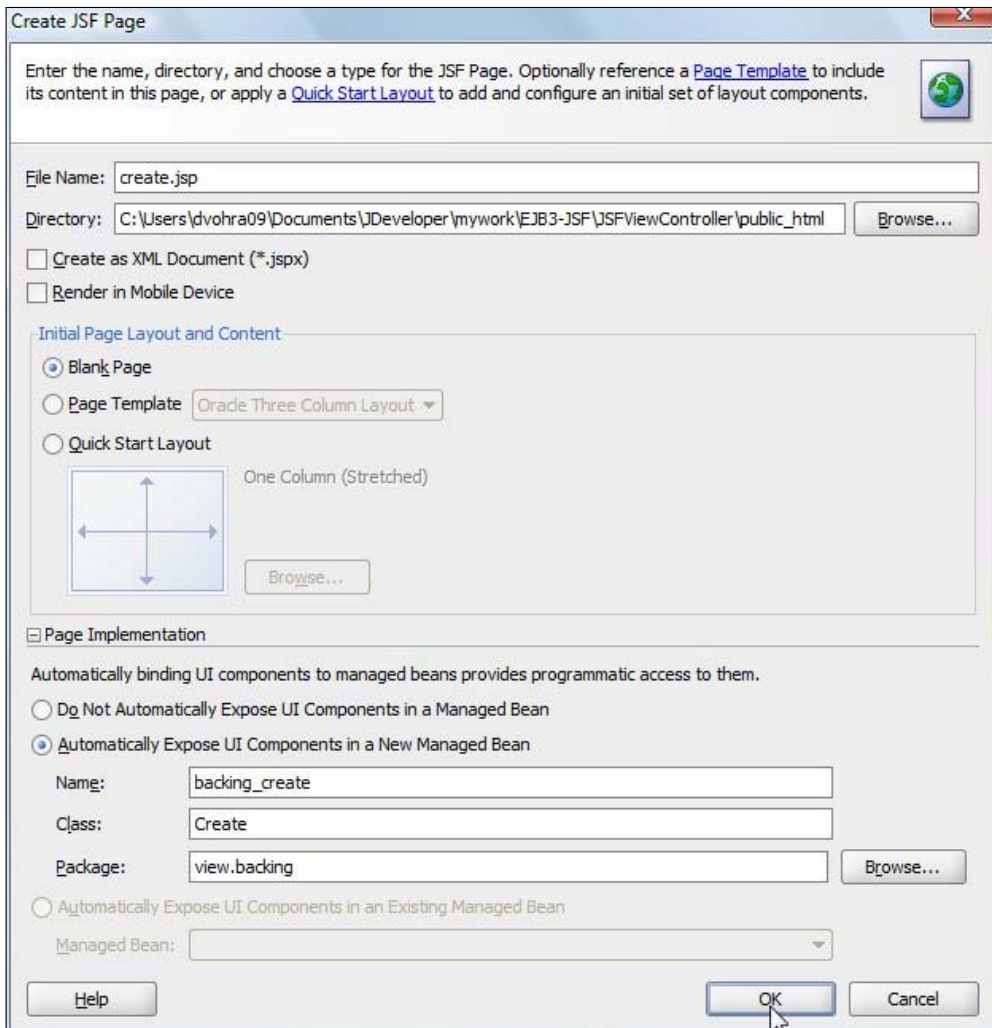 Create JSF Page
X
Enter the name, directory, and choose a type for the JSF Page. Optionally reference a Page Template to include
its content in this page, or apply a Quick Start Layout to add and configure an initial set of layout components.
File Name: create.jsp
Directory: C:\Users\dvohra09\Documents\JDeveloper\mywork\EJB3-JSF\JSFViewController\public_html Browse...
Create as XML Document (*.jspx)
Render in Mobile Device
Initial Page Layout and Content
Blank Page
Page Template Oracle Three Column Layout
Quick Start Layout
One Column (Stretched)
Browse...
Page Implementation
Automatically binding UI components to managed beans provides programmatic access to them.
Do Not Automatically Expose UI Components in a Managed Bean
Automatically Expose UI Components in a New Managed Bean
Name: backing_create
Class: Create
Package: view.backing Browse...
Automatically Expose UI Components in an Existing Managed Bean
Managed Bean:
Help OK Cancel